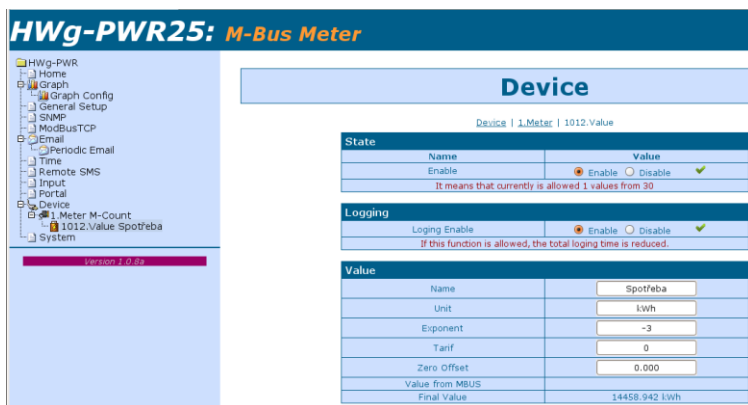 HWg-PWR25: M-Bus Meter
HWg-PWR
Home
Graph
Graph Config
General Setup
SNMP
ModBusTCP
Email
Periodic Email
Time
Remote SMS
Input
Portal
Device
1.Meter M-Count
1012.Value Spotřeba
System
Version 1.0.8a
Device
Device | 1.Meter | 1012.Value
State
Name Value
Enable Enable Disable
It means that currently is allowed 1 values from 30
Logging
Loging Enable Enable Disable
If this function is allowed, the total loging time is reduced.
Value
Name Spotřeba
Unit kWh
Exponent -3
Tarif 0
Zero Offset 0.000
Value from MBUS
Final Value 14458.942 kWh